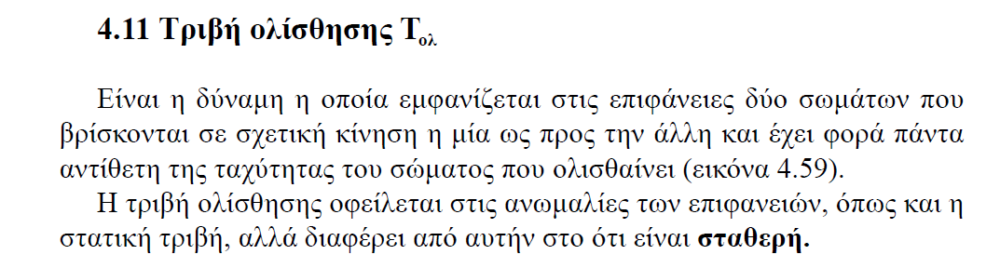 4.11 Τριβή ολίσθησης Τολ
Είναι η δύναμη η οποία εμφανίζεται στις επιφάνειες δύο σωμάτων που
βρίσκονται σε σχετική κίνηση η μία ως προς την άλλη και έχει φορά πάντα
αντίθετη της ταχύτητας του σώματος που ολισθαίνει (εικόνα 4.59).
Η τριβή ολίσθησης οφείλεται στις ανωμαλίες των επιφανειών, όπως και η
στατική τριβή, αλλά διαφέρει από αυτήν στο ότι είναι σταθερή.